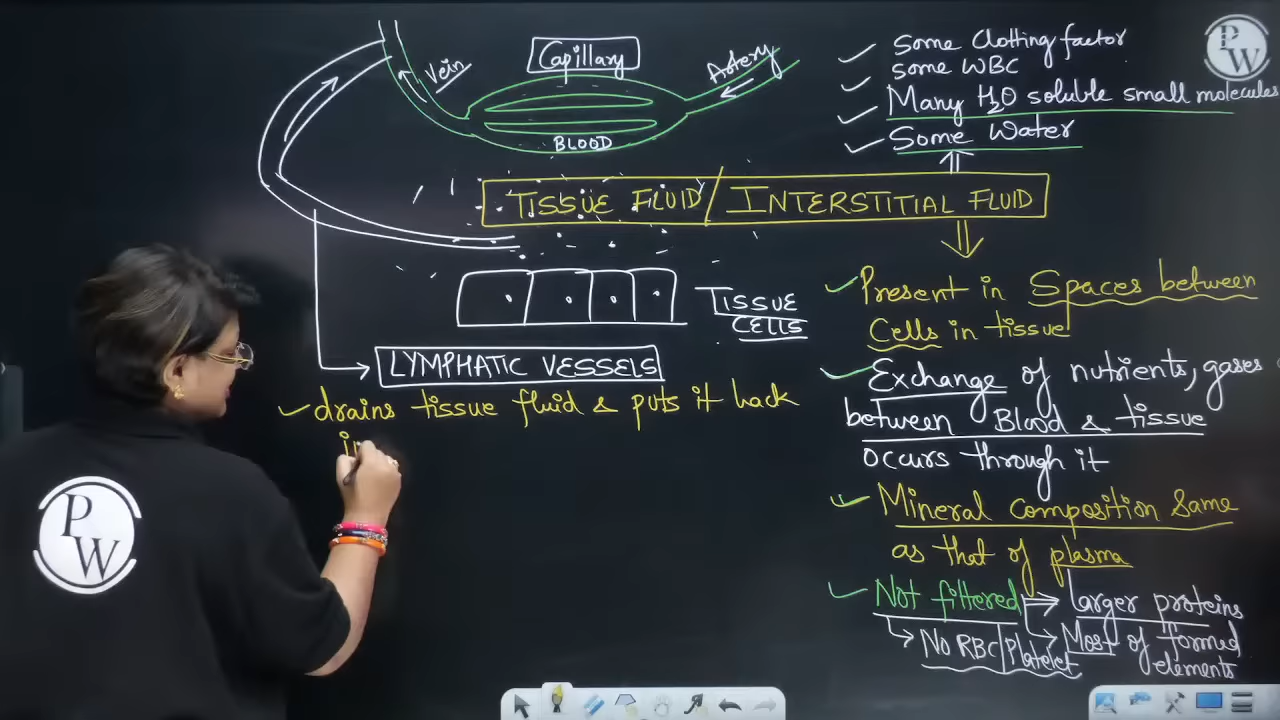 Vein
Capillary
Artery
BLOOD
Some Clotting factor
Some WBC
Many H2O soluble small molecules
Some Water
PW
TISSUE FLUID / INTERSTITIAL FLUID
TISSUE
CELLS
LYMPHATIC VESSELS
drains tissue fluid & puts it back
in
Present in Spaces between
Cells in tissue
Exchange of nutrients, gases
between Blood & tissue
occurs through it
Mineral composition Same
as that of plasma
Not filtered
Larger proteins
No RBC | Platelet
Most of formed
elements
PW